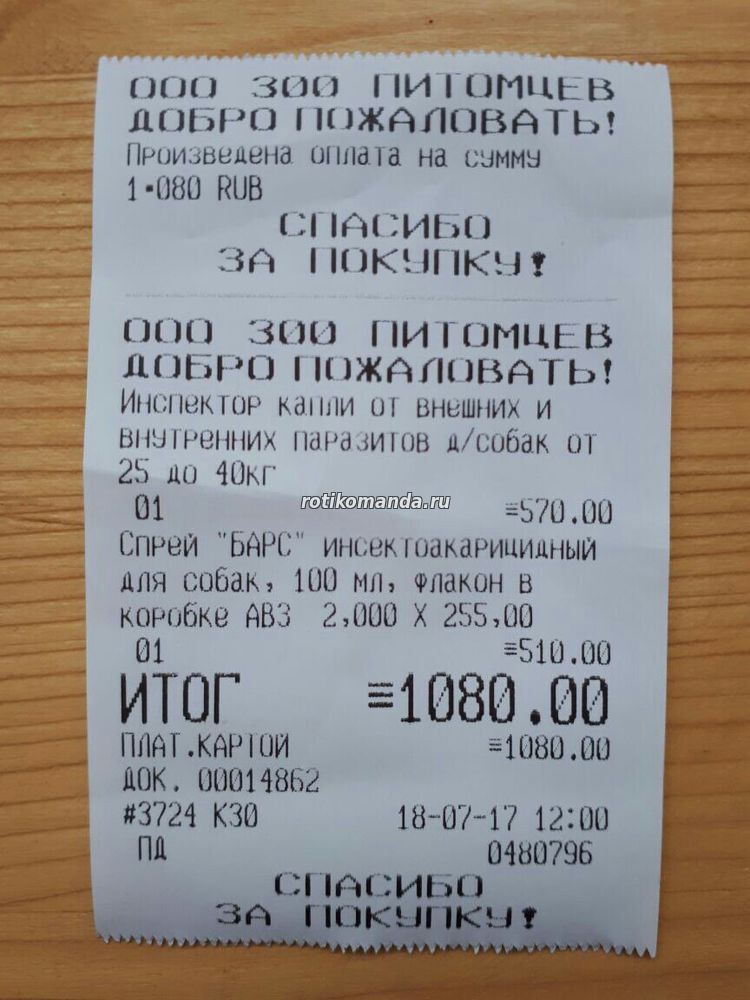 ООО ЗОО ПИТОМЦЕВ
ДОБРО ПОЖАЛОВАТЬ!
Произведена оплата на сумму
1·080 RUB
СПАСИБО
ЗА ПОКУПКУ!
ООО ЗОО ПИТОМЦЕВ
ДОБРО ПОЖАЛОВАТЬ!
Инспектор капли от внешних и
внутренних паразитов д/собак от
25 до 40кг
rotikomanda.ru
01 ≡570.00
Спрей "БАРС" инсектоакарицидный
для собак, 100 мл, флакон в
коробке АВЗ 2,000 X 255,00
01 ≡510.00
ИТОГ ≡1080.00
ПЛАТ.КАРТОЙ ≡1080.00
ДОК. 00014862
#3724 К30 18-07-17 12:00
ПД 0480796
СПАСИБО
ЗА ПОКУПКУ!